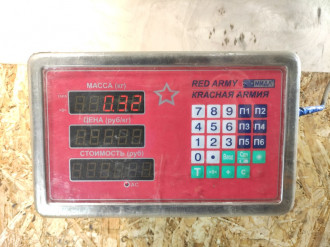 МАССА (кг)
0.32
ЦЕНА (руб/кг)
СТОИМОСТЬ (руб)
RED ARMY
КРАСНАЯ АРМИЯ
7 8 9 П1 П2
4 5 6 П3 П4
1 2 3 П5 П6
0
T C